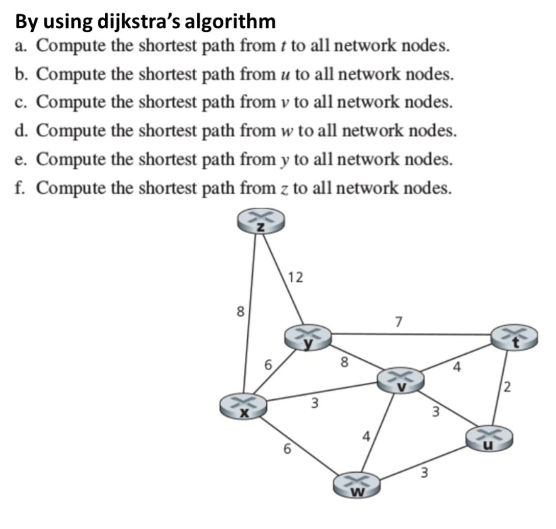 By using dijkstra’s algorithm
a. Compute the shortest path from t to all network nodes.
b. Compute the shortest path from u to all network nodes.
c. Compute the shortest path from v to all network nodes.
d. Compute the shortest path from w to all network nodes.
e. Compute the shortest path from y to all network nodes.
f. Compute the shortest path from z to all network nodes.
z
12
8
7
y
t
6
8
4
v
2
x
3
3
u
4
6
3
w